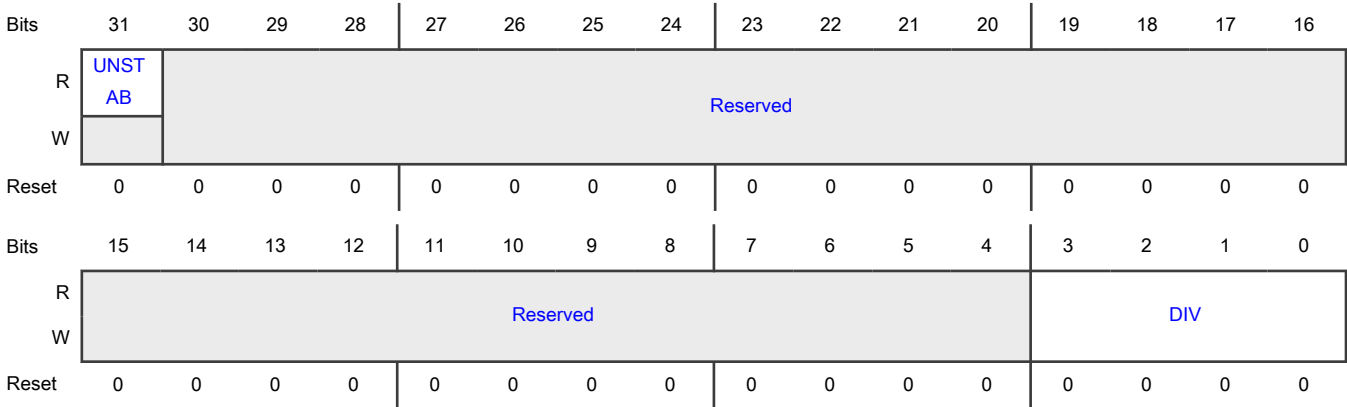 Bits 31 30 29 28 27 26 25 24 23 22 21 20 19 18 17 16
R UNST
AB
Reserved
W
Reset 0 0 0 0 0 0 0 0 0 0 0 0 0 0 0 0
Bits 15 14 13 12 11 10 9 8 7 6 5 4 3 2 1 0
R
Reserved DIV
W
Reset 0 0 0 0 0 0 0 0 0 0 0 0 0 0 0 0